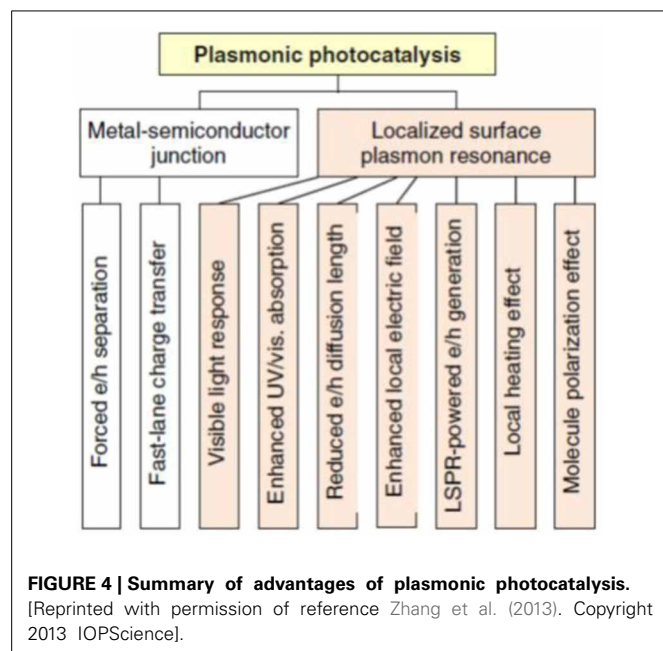 Plasmonic photocatalysis
Metal-semiconductor
junction
Localized surface
plasmon resonance
Forced e/h separation
Fast-lane charge transfer
Visible light response
Enhanced UV/vis. absorption
Reduced e/h diffusion length
Enhanced local electric field
LSPR-powered e/h generation
Local heating effect
Molecule polarization effect
FIGURE 4 | Summary of advantages of plasmonic photocatalysis.
[Reprinted with permission of reference Zhang et al. (2013). Copyright
2013 IOPScience].